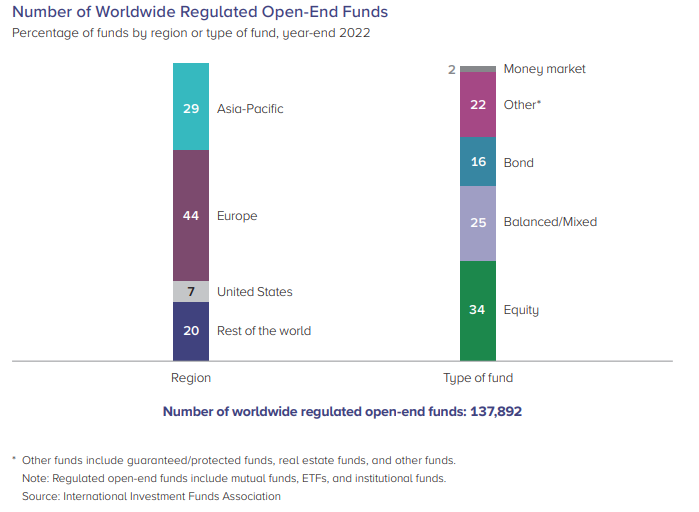 Number of Worldwide Regulated Open-End Funds
Percentage of funds by region or type of fund, year-end 2022
29 Asia-Pacific
44 Europe
7 United States
20 Rest of the world
Region
2 Money market
22 Other*
16 Bond
25 Balanced/Mixed
34 Equity
Type of fund
Number of worldwide regulated open-end funds: 137,892
* Other funds include guaranteed/protected funds, real estate funds, and other funds.
Note: Regulated open-end funds include mutual funds, ETFs, and institutional funds.
Source: International Investment Funds Association